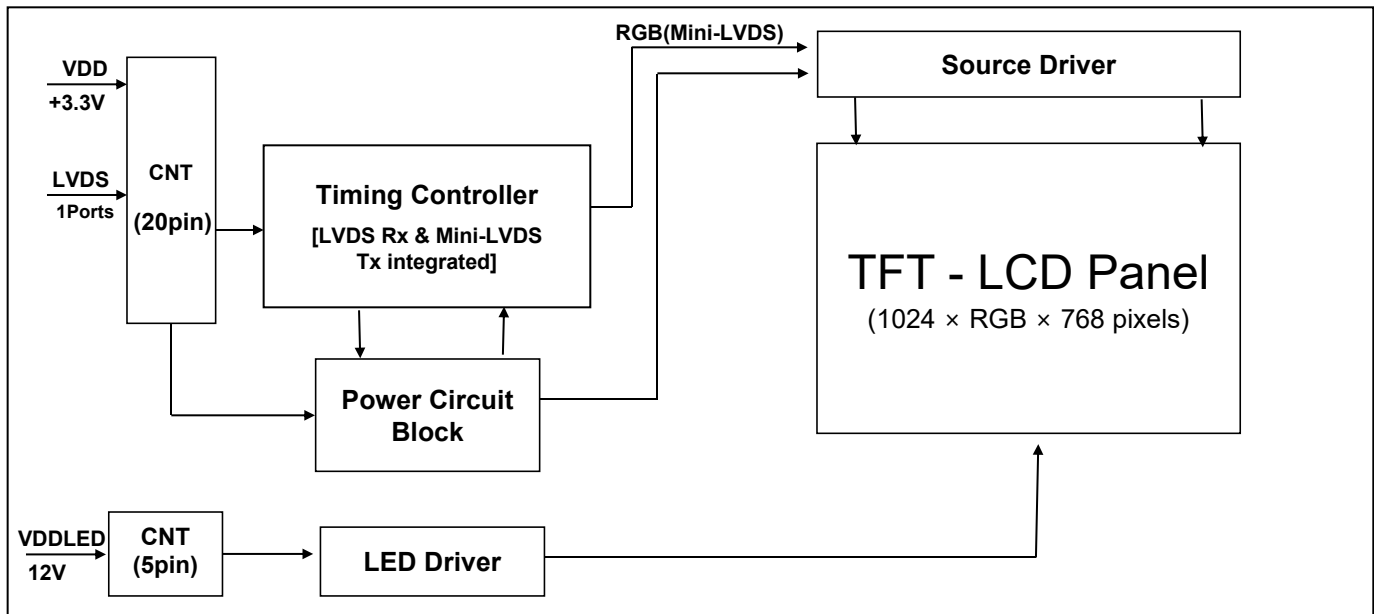 RGB(Mini-LVDS)
Source Driver
VDD
+3.3V
LVDS
1Ports
CNT
(20pin)
Timing Controller
[LVDS Rx & Mini-LVDS
Tx integrated]
TFT - LCD Panel
(1024 × RGB × 768 pixels)
Power Circuit
Block
VDDLED
12V
CNT
(5pin)
LED Driver